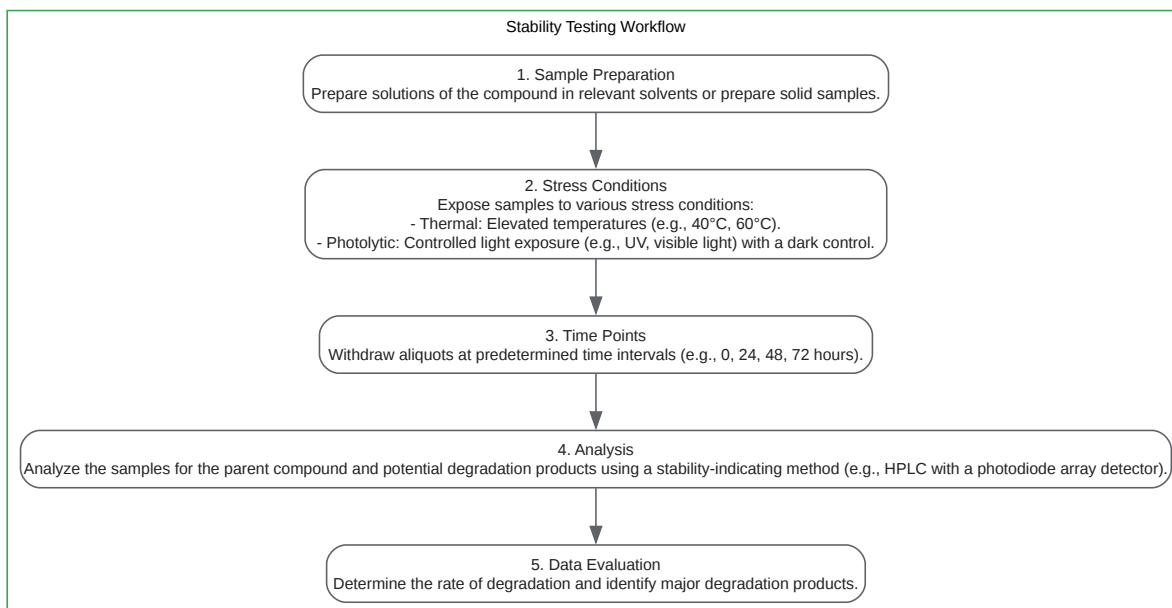 Stability Testing Workflow
1. Sample Preparation
Prepare solutions of the compound in relevant solvents or prepare solid samples.
2. Stress Conditions
Expose samples to various stress conditions:
- Thermal: Elevated temperatures (e.g., 40°C, 60°C).
- Photolytic: Controlled light exposure (e.g., UV, visible light) with a dark control.
3. Time Points
Withdraw aliquots at predetermined time intervals (e.g., 0, 24, 48, 72 hours).
4. Analysis
Analyze the samples for the parent compound and potential degradation products using a stability-indicating method (e.g., HPLC with a photodiode array detector).
5. Data Evaluation
Determine the rate of degradation and identify major degradation products.